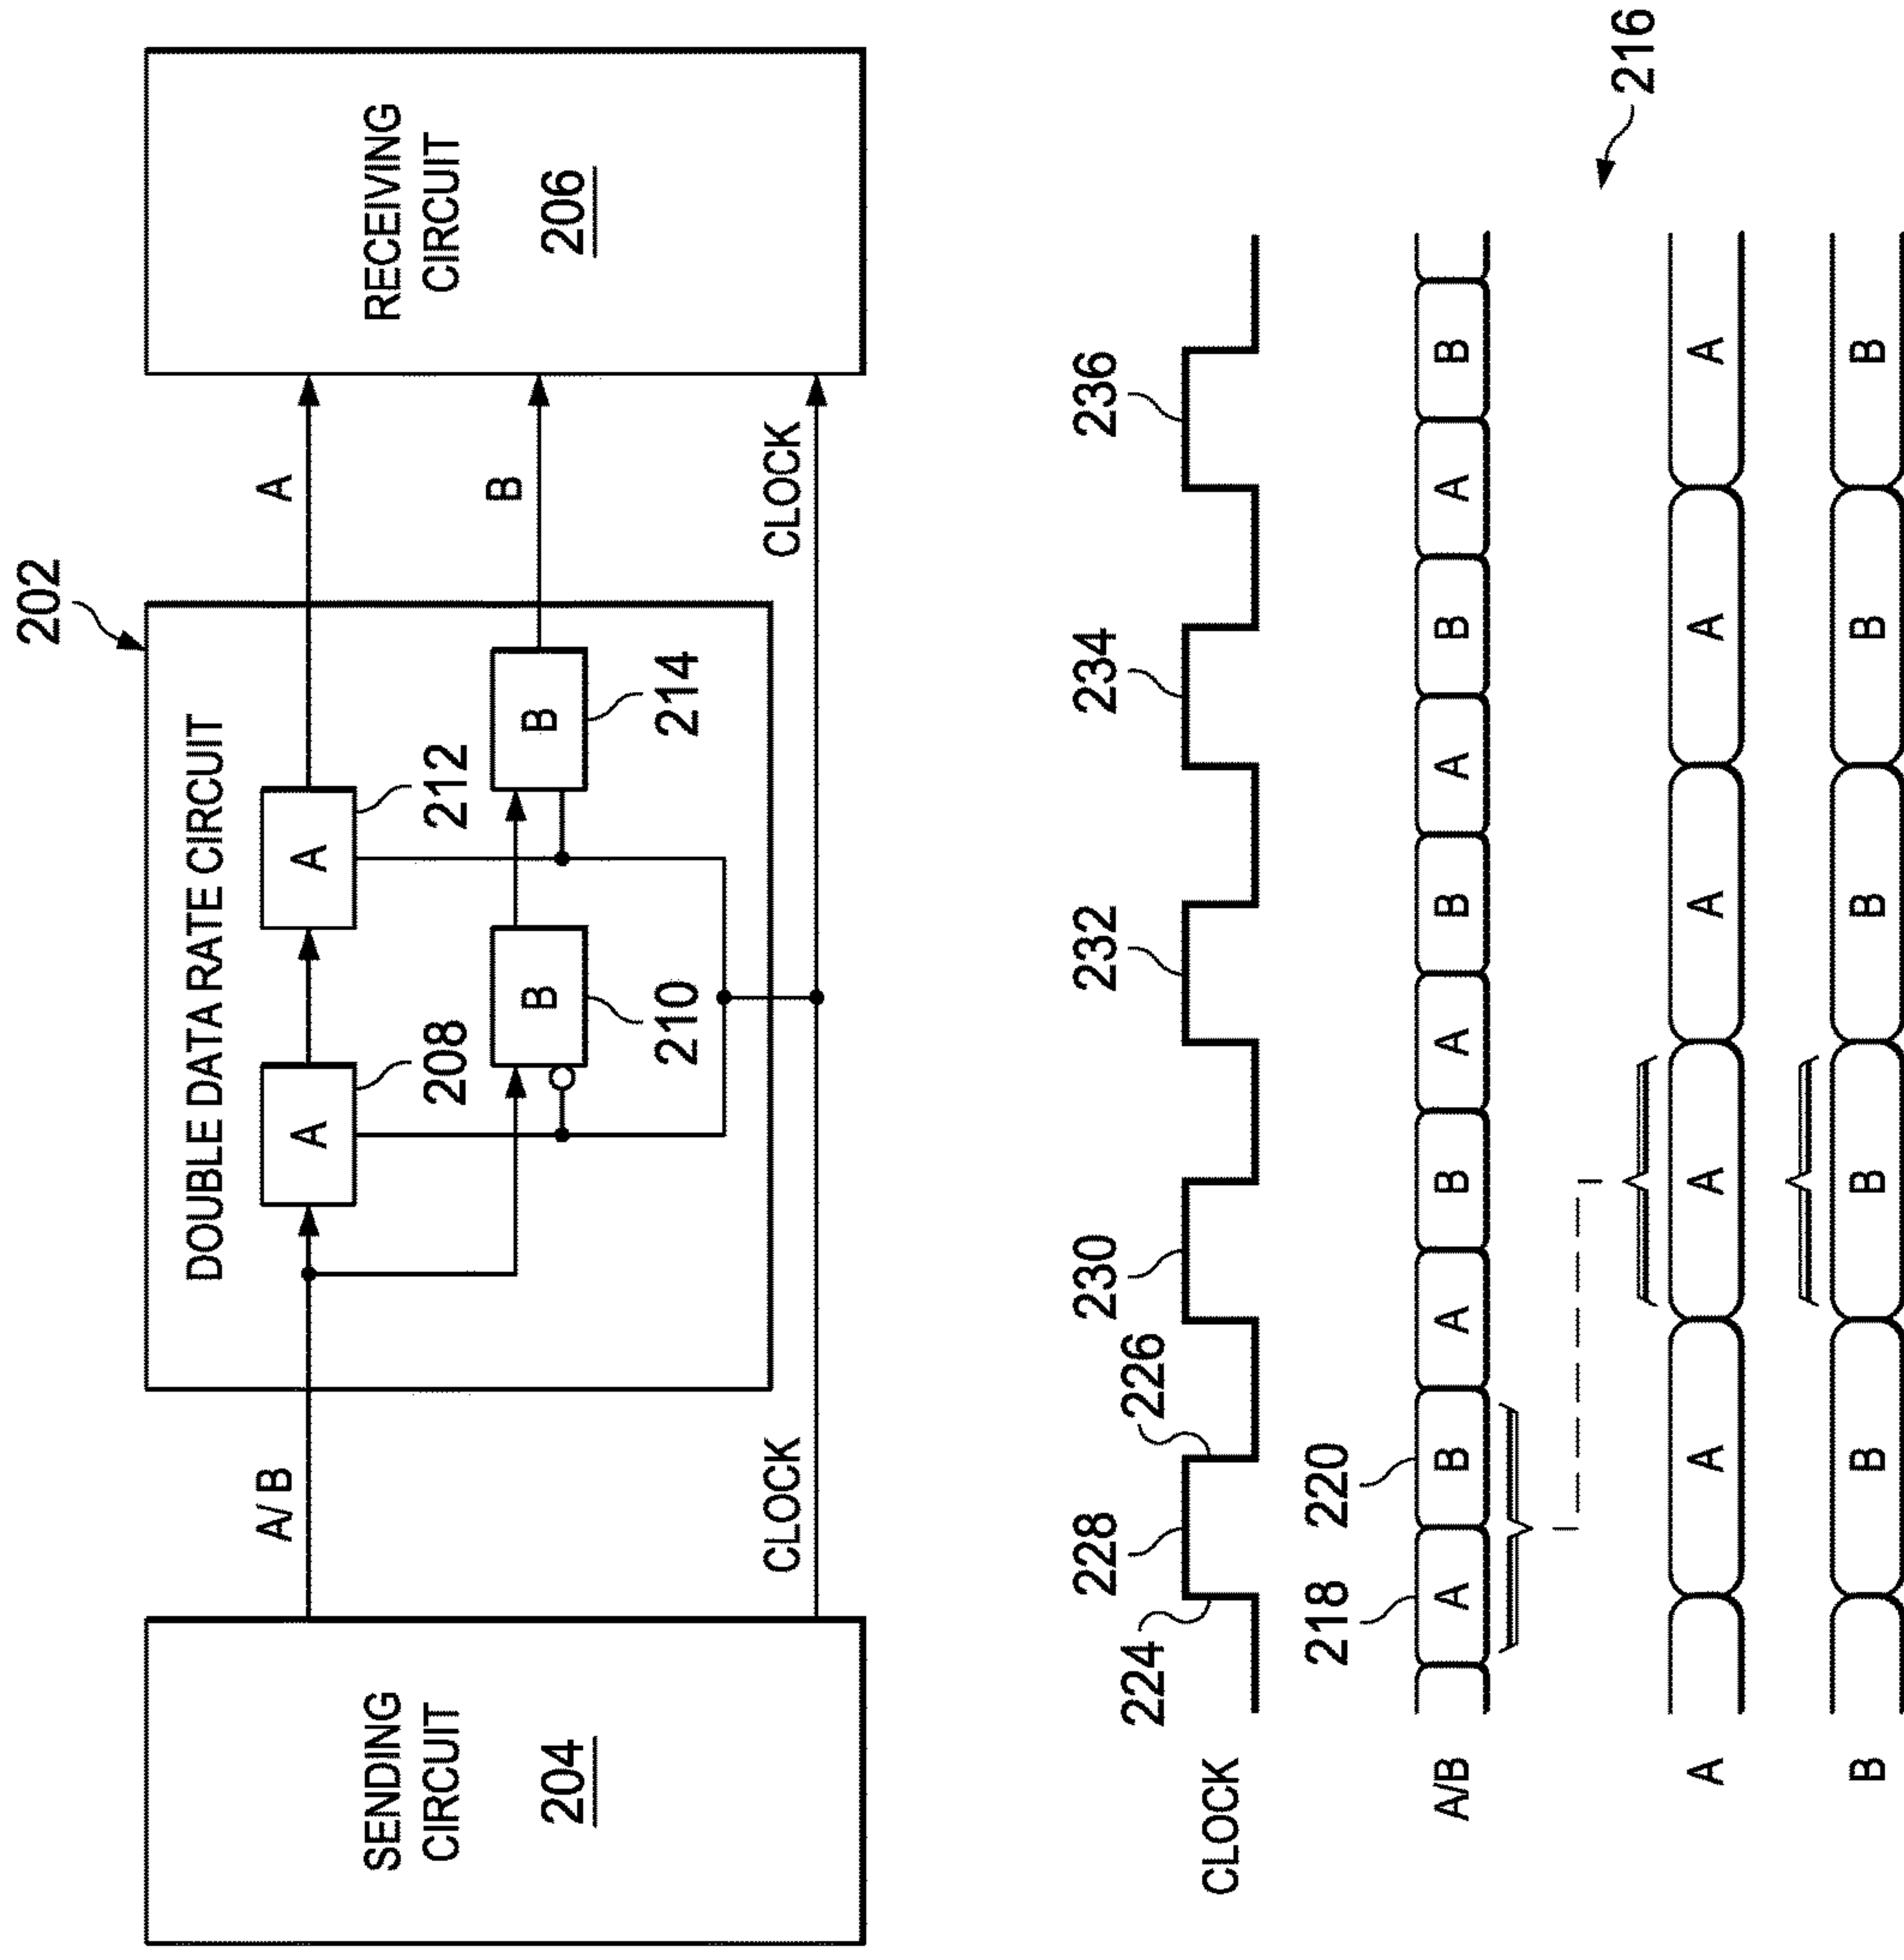 202
SENDING
CIRCUIT
204
A/B
CLOCK
DOUBLE DATA RATE CIRCUIT
A
208
A
212
B
210
B
214
A
B
CLOCK
RECEIVING
CIRCUIT
206
CLOCK
224
228
226
230
232
234
236
218
220
A/B
A B A B A B A B A B
216
A
A A A A A
B
B B B B B